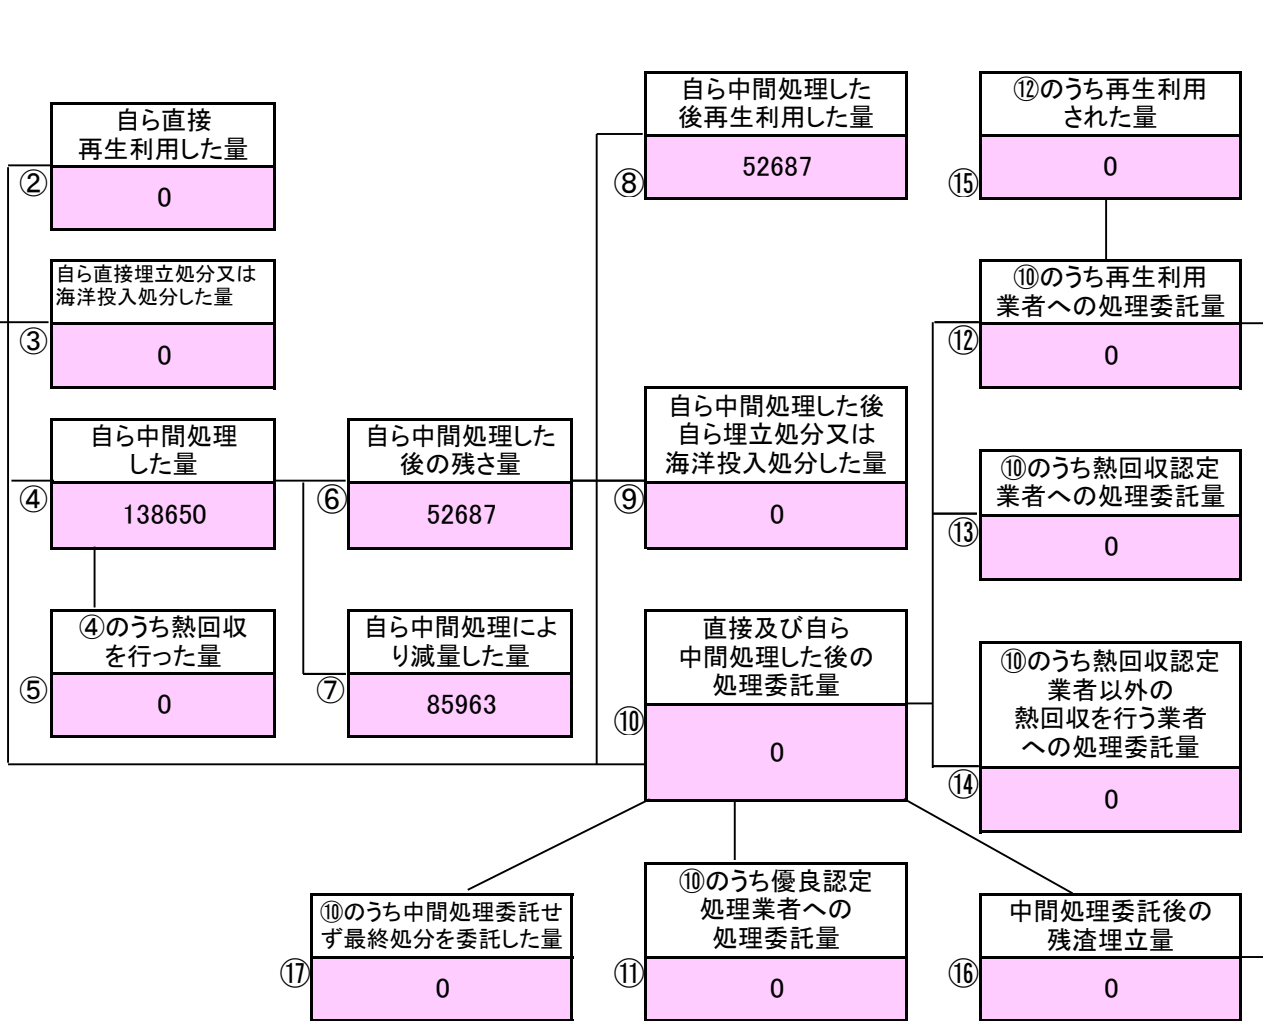 自ら直接
再生利用した量
②
0
自ら直接埋立処分又は
海洋投入処分した量
③
0
自ら中間処理
した量
④
138650
④のうち熱回収
を行った量
⑤
0
自ら中間処理した
後の残さ量
⑥
52687
自ら中間処理によ
り減量した量
⑦
85963
自ら中間処理した
後再生利用した量
⑧
52687
自ら中間処理した後
自ら埋立処分又は
海洋投入処分した量
⑨
0
直接及び自ら
中間処理した後の
処理委託量
⑩
0
⑫のうち再生利用
された量
⑮
0
⑩のうち再生利用
業者への処理委託量
⑫
0
⑩のうち熱回収認定
業者への処理委託量
⑬
0
⑩のうち熱回収認定
業者以外の
熱回収を行う業者
への処理委託量
⑭
0
⑩のうち中間処理委託せ
ず最終処分を委託した量
⑰
0
⑩のうち優良認定
処理業者への
処理委託量
⑪
0
中間処理委託後の
残渣埋立量
⑯
0